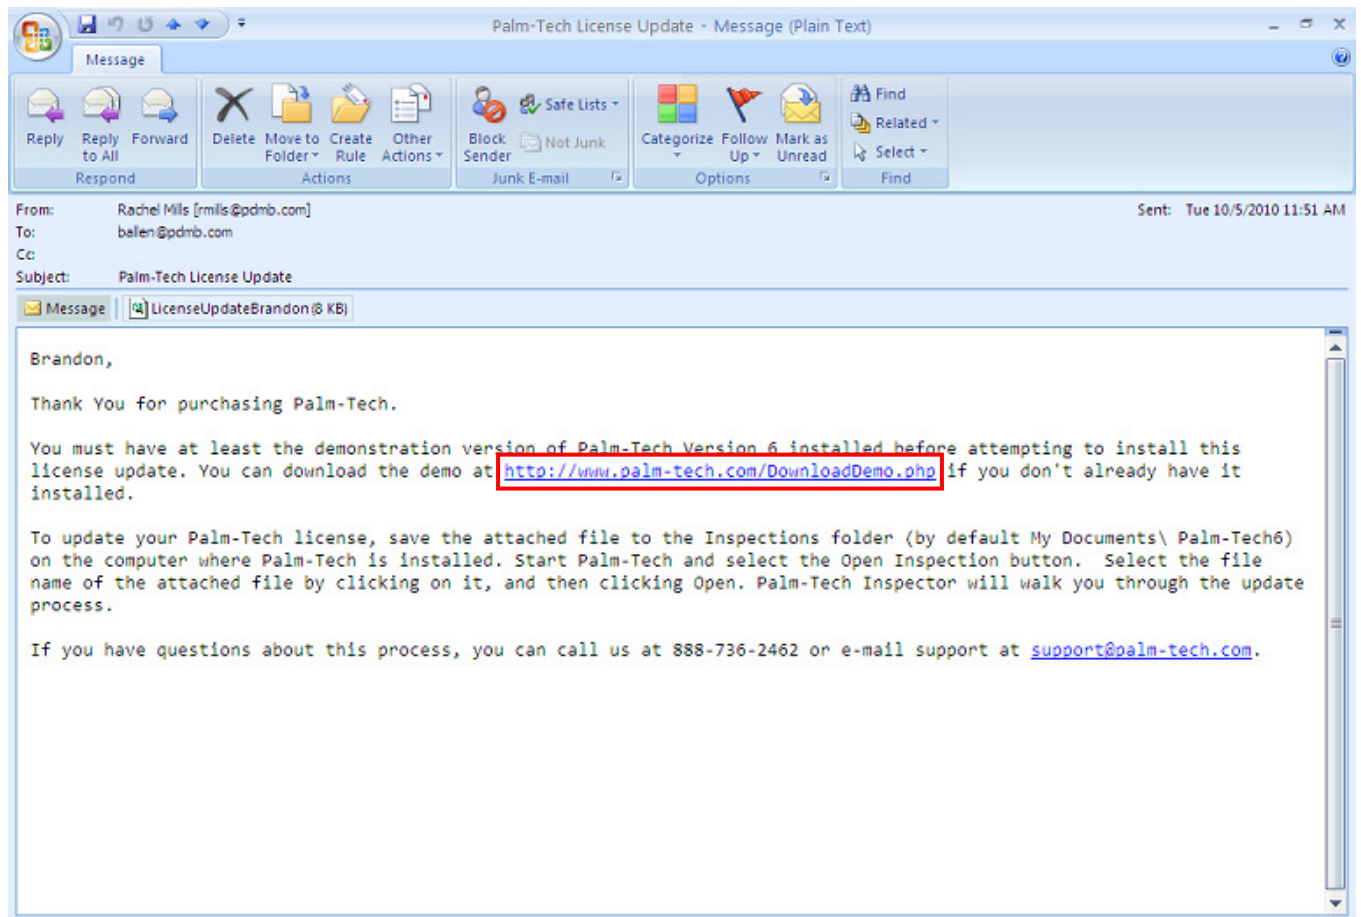 Palm-Tech License Update - Message (Plain Text)
Message
Reply
Reply to All
Forward
Respond
Delete
Move to Folder
Create Rule
Other Actions
Actions
Block Sender
Safe Lists
Not Junk
Junk E-mail
Categorize
Follow Up
Mark as Unread
Options
Find
Related
Select
Find
From: Rachel Mills [rmills@pdmb.com] Sent: Tue 10/5/2010 11:51 AM
To: ballen@pdmb.com
Cc:
Subject: Palm-Tech License Update
Message LicenseUpdateBrandon (8 KB)
Brandon,
Thank You for purchasing Palm-Tech.
You must have at least the demonstration version of Palm-Tech Version 6 installed before attempting to install this
license update. You can download the demo at http://www.palm-tech.com/DownloadDemo.php if you don't already have it
installed.
To update your Palm-Tech license, save the attached file to the Inspections folder (by default My Documents\ Palm-Tech6)
on the computer where Palm-Tech is installed. Start Palm-Tech and select the Open Inspection button.  Select the file
name of the attached file by clicking on it, and then clicking Open. Palm-Tech Inspector will walk you through the update
process.
If you have questions about this process, you can call us at 888-736-2462 or e-mail support at support@palm-tech.com.